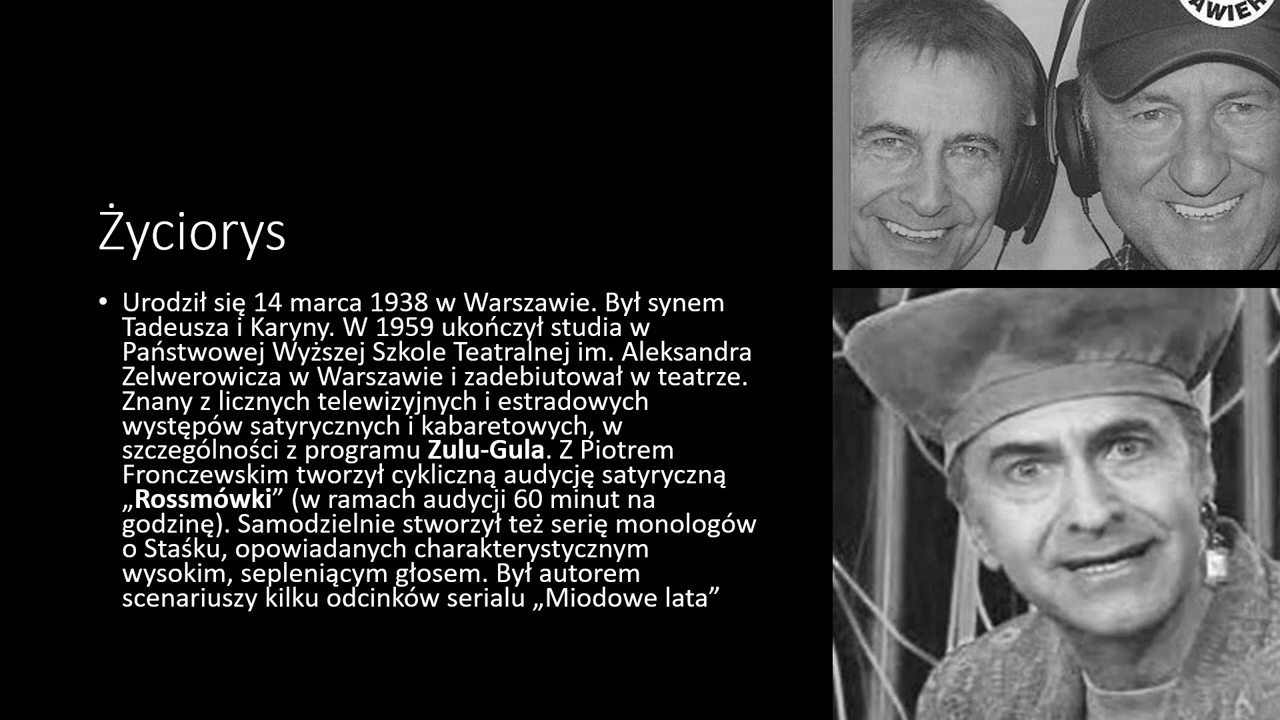 AWIER
Życiorys
• Urodził się 14 marca 1938 w Warszawie. Był synem
Tadeusza i Karyny. W 1959 ukończył studia w
Państwowej Wyższej Szkole Teatralnej im. Aleksandra
Zelwerowicza w Warszawie i zadebiutował w teatrze.
Znany z licznych telewizyjnych i estradowych
występów satyrycznych i kabaretowych, w
szczególności z programu Zulu-Gula. Z Piotrem
Fronczewskim tworzył cykliczną audycję satyryczną
„Rossmówki” (w ramach audycji 60 minut na
godzinę). Samodzielnie stworzył też serię monologów
o Staśku, opowiadanych charakterystycznym
wysokim, sepleniącym głosem. Był autorem
scenariuszy kilku odcinków serialu „Miodowe lata”